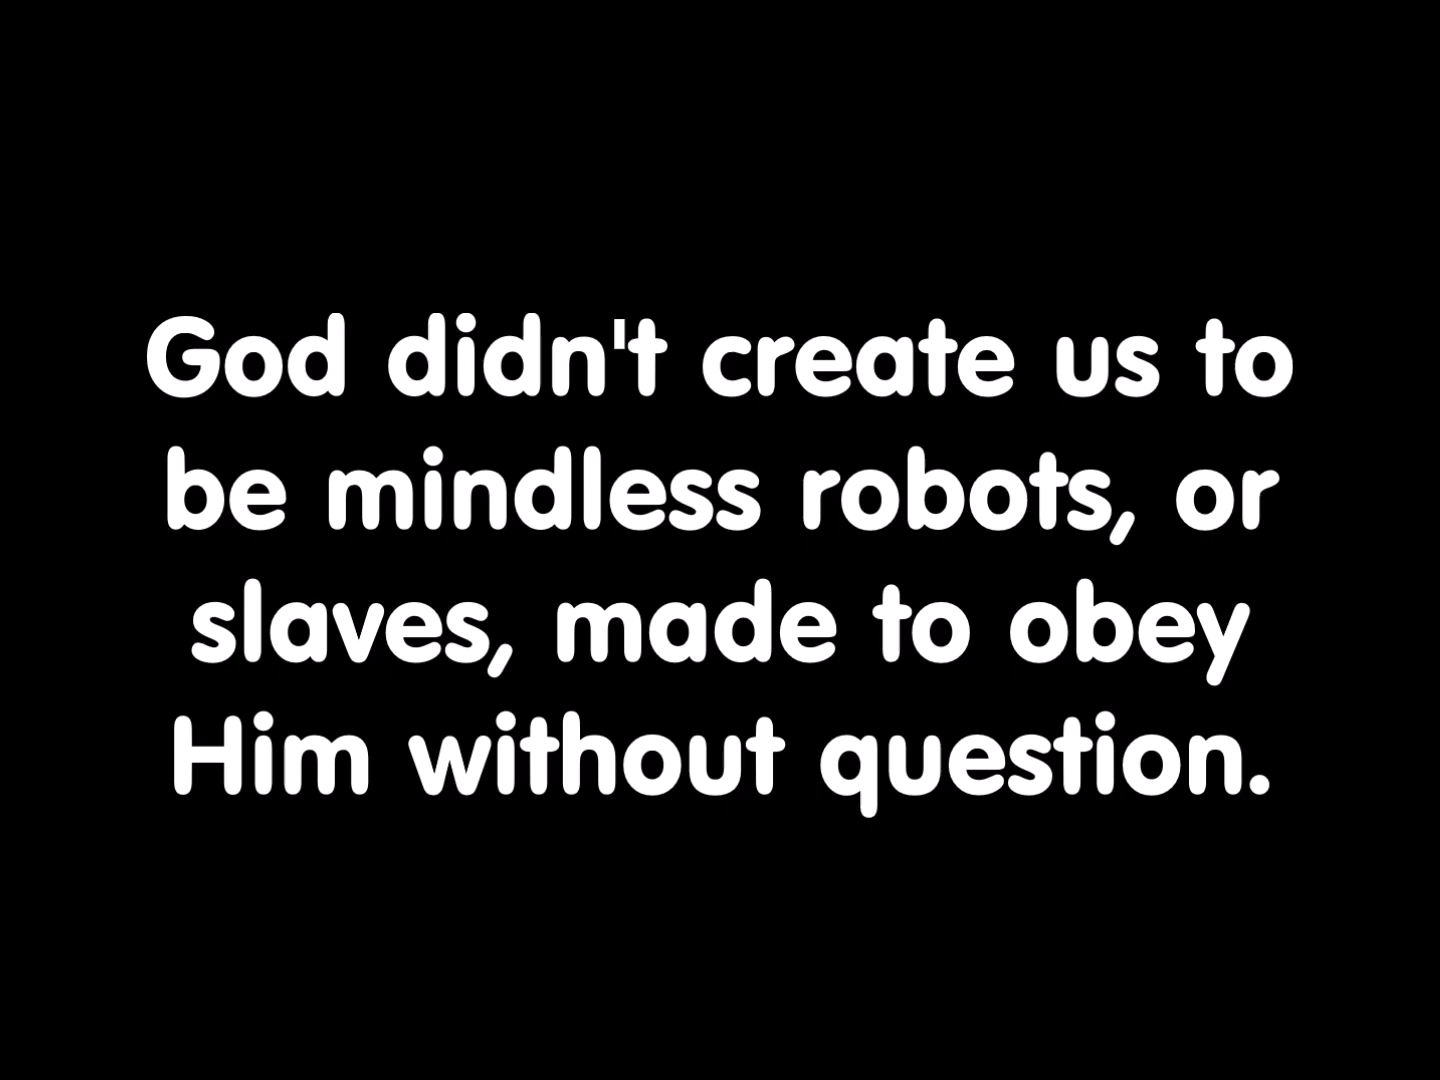 God didn't create us to
be mindless robots, or
slaves, made to obey
Him without question.